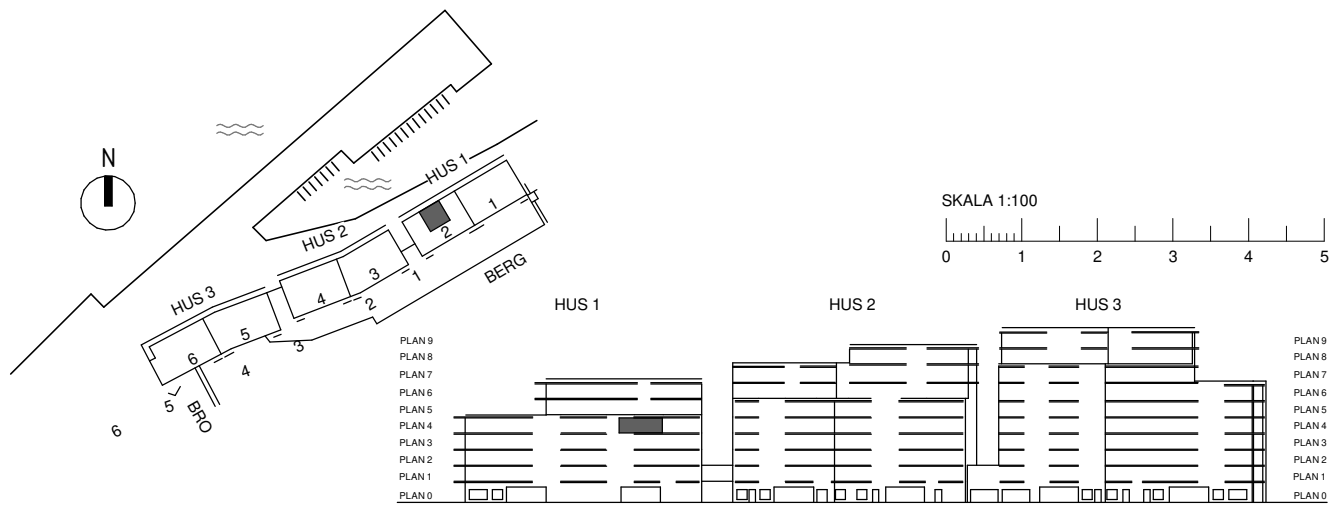 N
HUS 1
1
2
HUS 2
3
4
HUS 3
5
6
BERG
1
2
3
4
5
6
BRO
SKALA 1:100
0 1 2 3 4 5
HUS 1 HUS 2 HUS 3
PLAN 9 PLAN 9
PLAN 8 PLAN 8
PLAN 7 PLAN 7
PLAN 6 PLAN 6
PLAN 5 PLAN 5
PLAN 4 PLAN 4
PLAN 3 PLAN 3
PLAN 2 PLAN 2
PLAN 1 PLAN 1
PLAN 0 PLAN 0